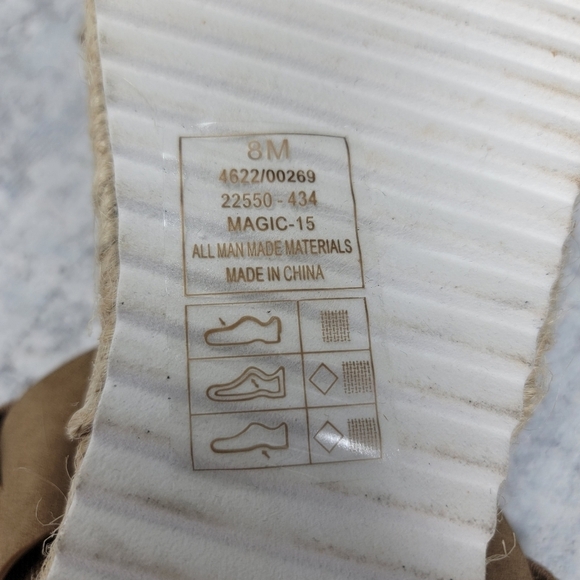 8M
4622/00269
22550-434
MAGIC-15
ALL MAN MADE MATERIALS
MADE IN CHINA